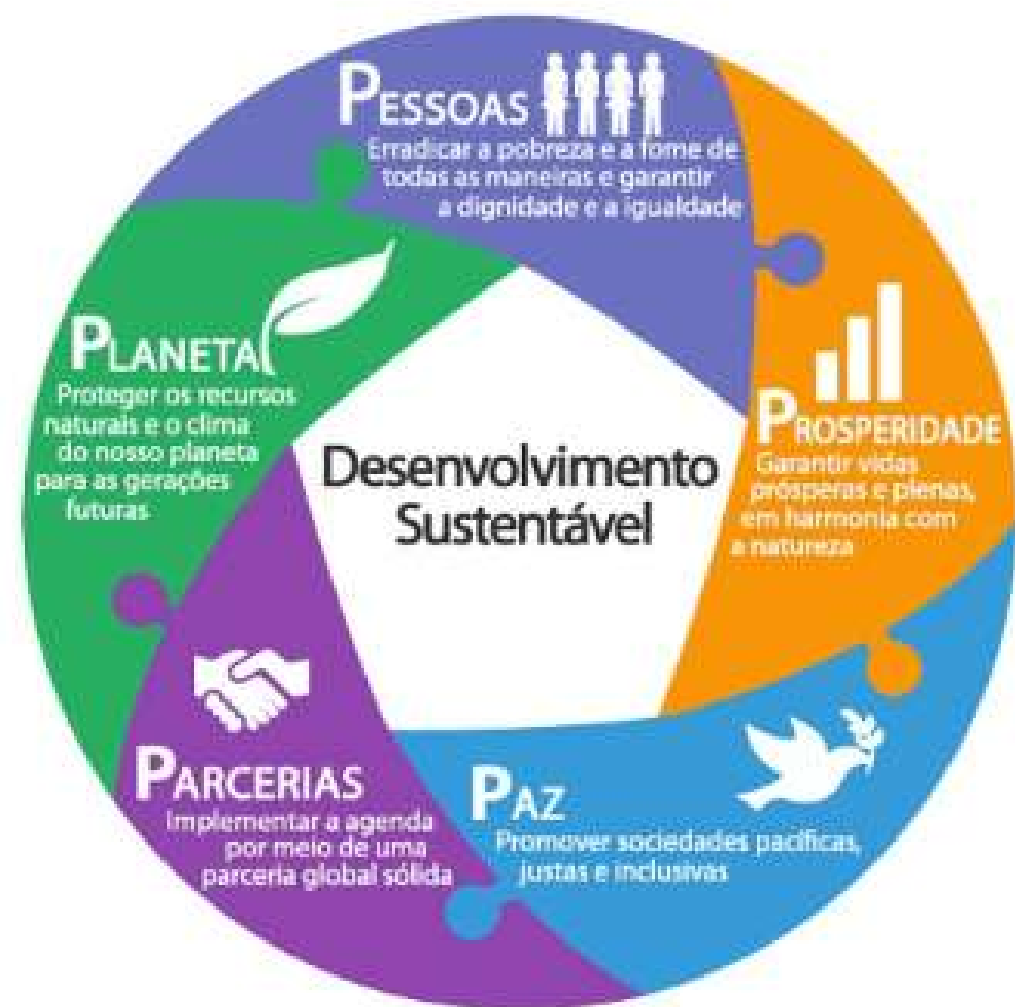 PESSOAS
Erradicar a pobreza e a fome de
todas as maneiras e garantir
a dignidade e a igualdade
PROSPERIDADE
Garantir vidas
prósperas e plenas,
em harmonia com
a natureza
PAZ
Promover sociedades pacíficas,
justas e inclusivas
PARCERIAS
Implementar a agenda
por meio de uma
parceria global sólida
PLANETA
Proteger os recursos
naturais e o clima
do nosso planeta
para as gerações
futuras
Desenvolvimento
Sustentável